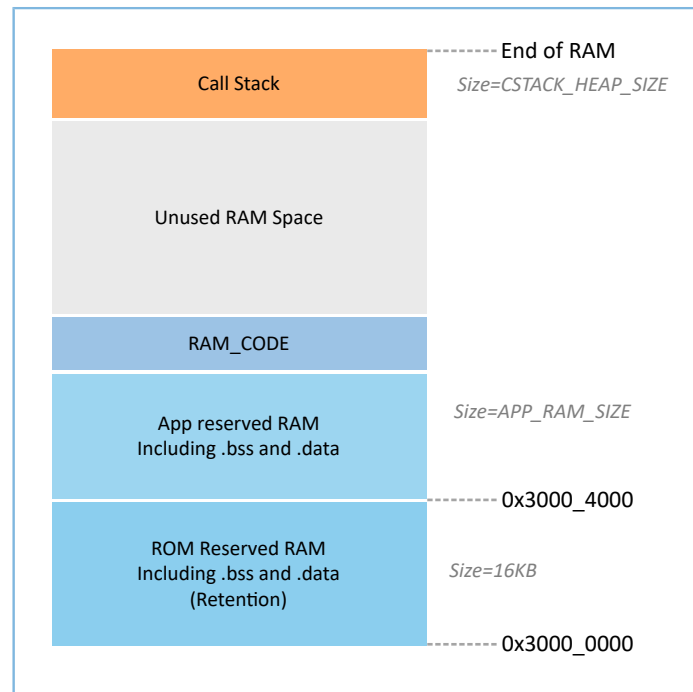 End of RAM
Call Stack
Size=CSTACK_HEAP_SIZE
Unused RAM Space
RAM_CODE
App reserved RAM
Including .bss and .data
Size=APP_RAM_SIZE
0x3000_4000
ROM Reserved RAM
Including .bss and .data
(Retention)
Size=16KB
0x3000_0000